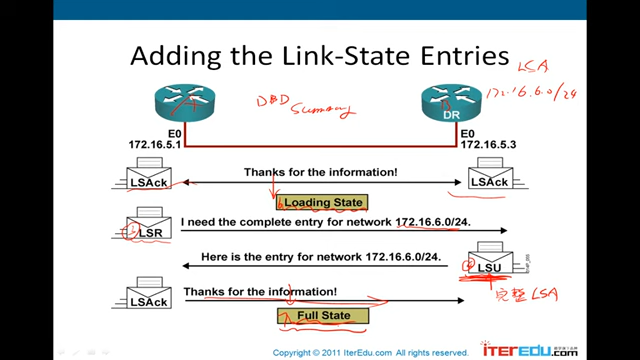 Adding the Link-State Entries
LSA
172.16.6.0/24
DBD
Summary
A
DR
E0
172.16.5.1
E0
172.16.5.3
Thanks for the information!
LSAck
LSAck
Loading State
LSR
I need the complete entry for network 172.16.6.0/24.
Here is the entry for network 172.16.6.0/24.
LSU
完整 LSA
LSAck
Thanks for the information!
Full State
Copyright © 2011 IterEdu.com. All rights reserved.
iTEREDU.com